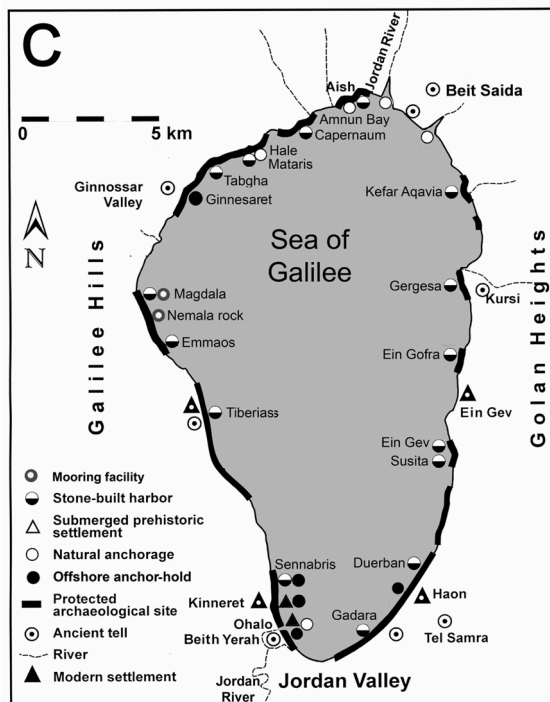 C
Jordan River
Aish
Beit Saida
0
5 km
Amnun Bay
Capernaum
Hale
Mataris
Tabgha
Ginnossar
Valley
Ginnesaret
Kefar Aqavia
N
Sea of
Galilee
Galilee Hills
Golan Heights
Gergesa
Kursi
Magdala
Nemala rock
Emmaos
Ein Gofra
Ein Gev
Tiberiass
Ein Gev
Susita
Mooring facility
Stone-built harbor
Submerged prehistoric
settlement
Natural anchorage
Offshore anchor-hold
Protected
archaeological site
Ancient tell
River
Modern settlement
Sennabris
Duerban
Kinneret
Haon
Ohalo
Beith Yerah
Gadara
Tel Samra
Jordan
River
Jordan Valley